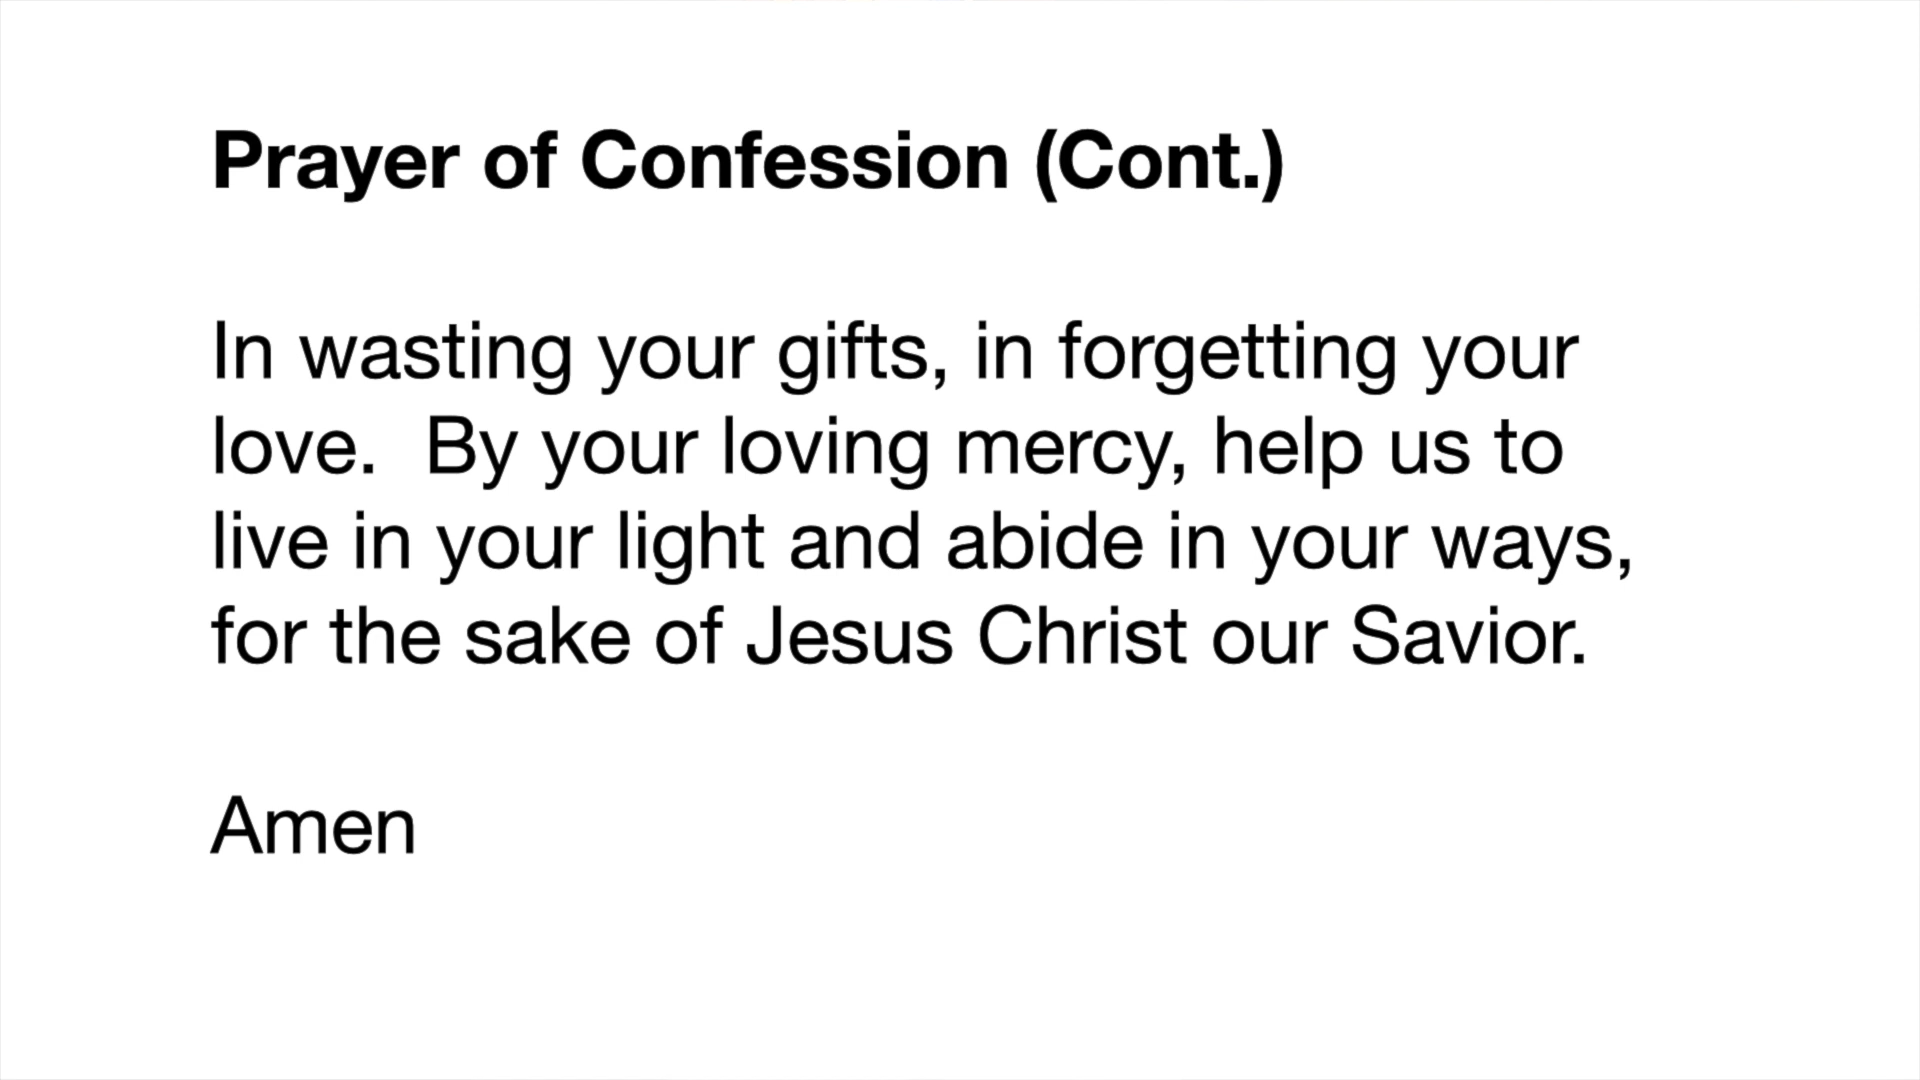 Prayer of Confession (Cont.)
In wasting your gifts, in forgetting your
love.  By your loving mercy, help us to
live in your light and abide in your ways,
for the sake of Jesus Christ our Savior.
Amen